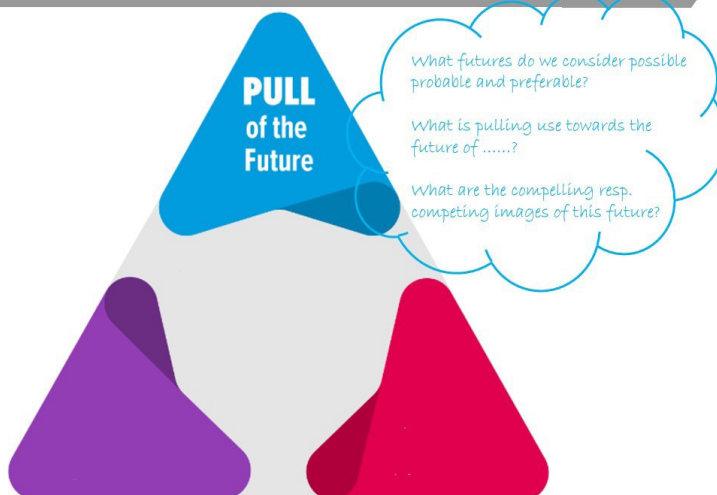 PULL
of the
Future
What futures do we consider possible
probable and preferable?
What is pulling use towards the
future of ......?
What are the compelling resp.
competing images of this future?